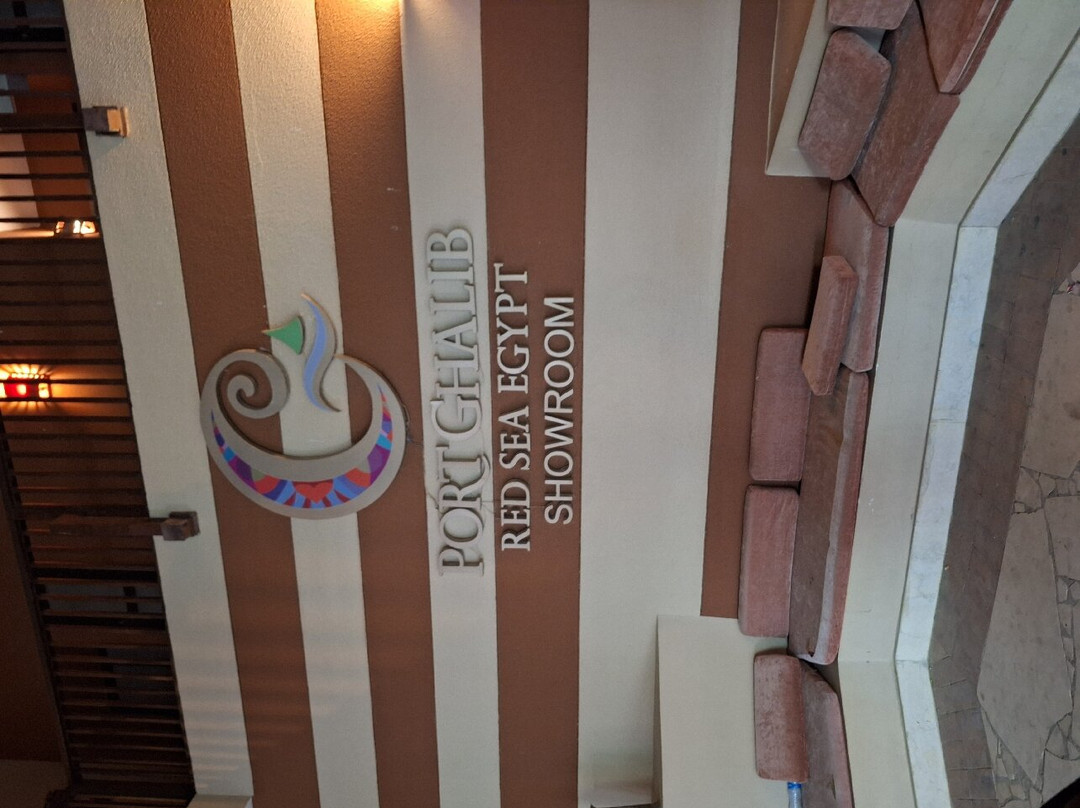 PORT GHALIB
RED SEA EGYPT
SHOWROOM